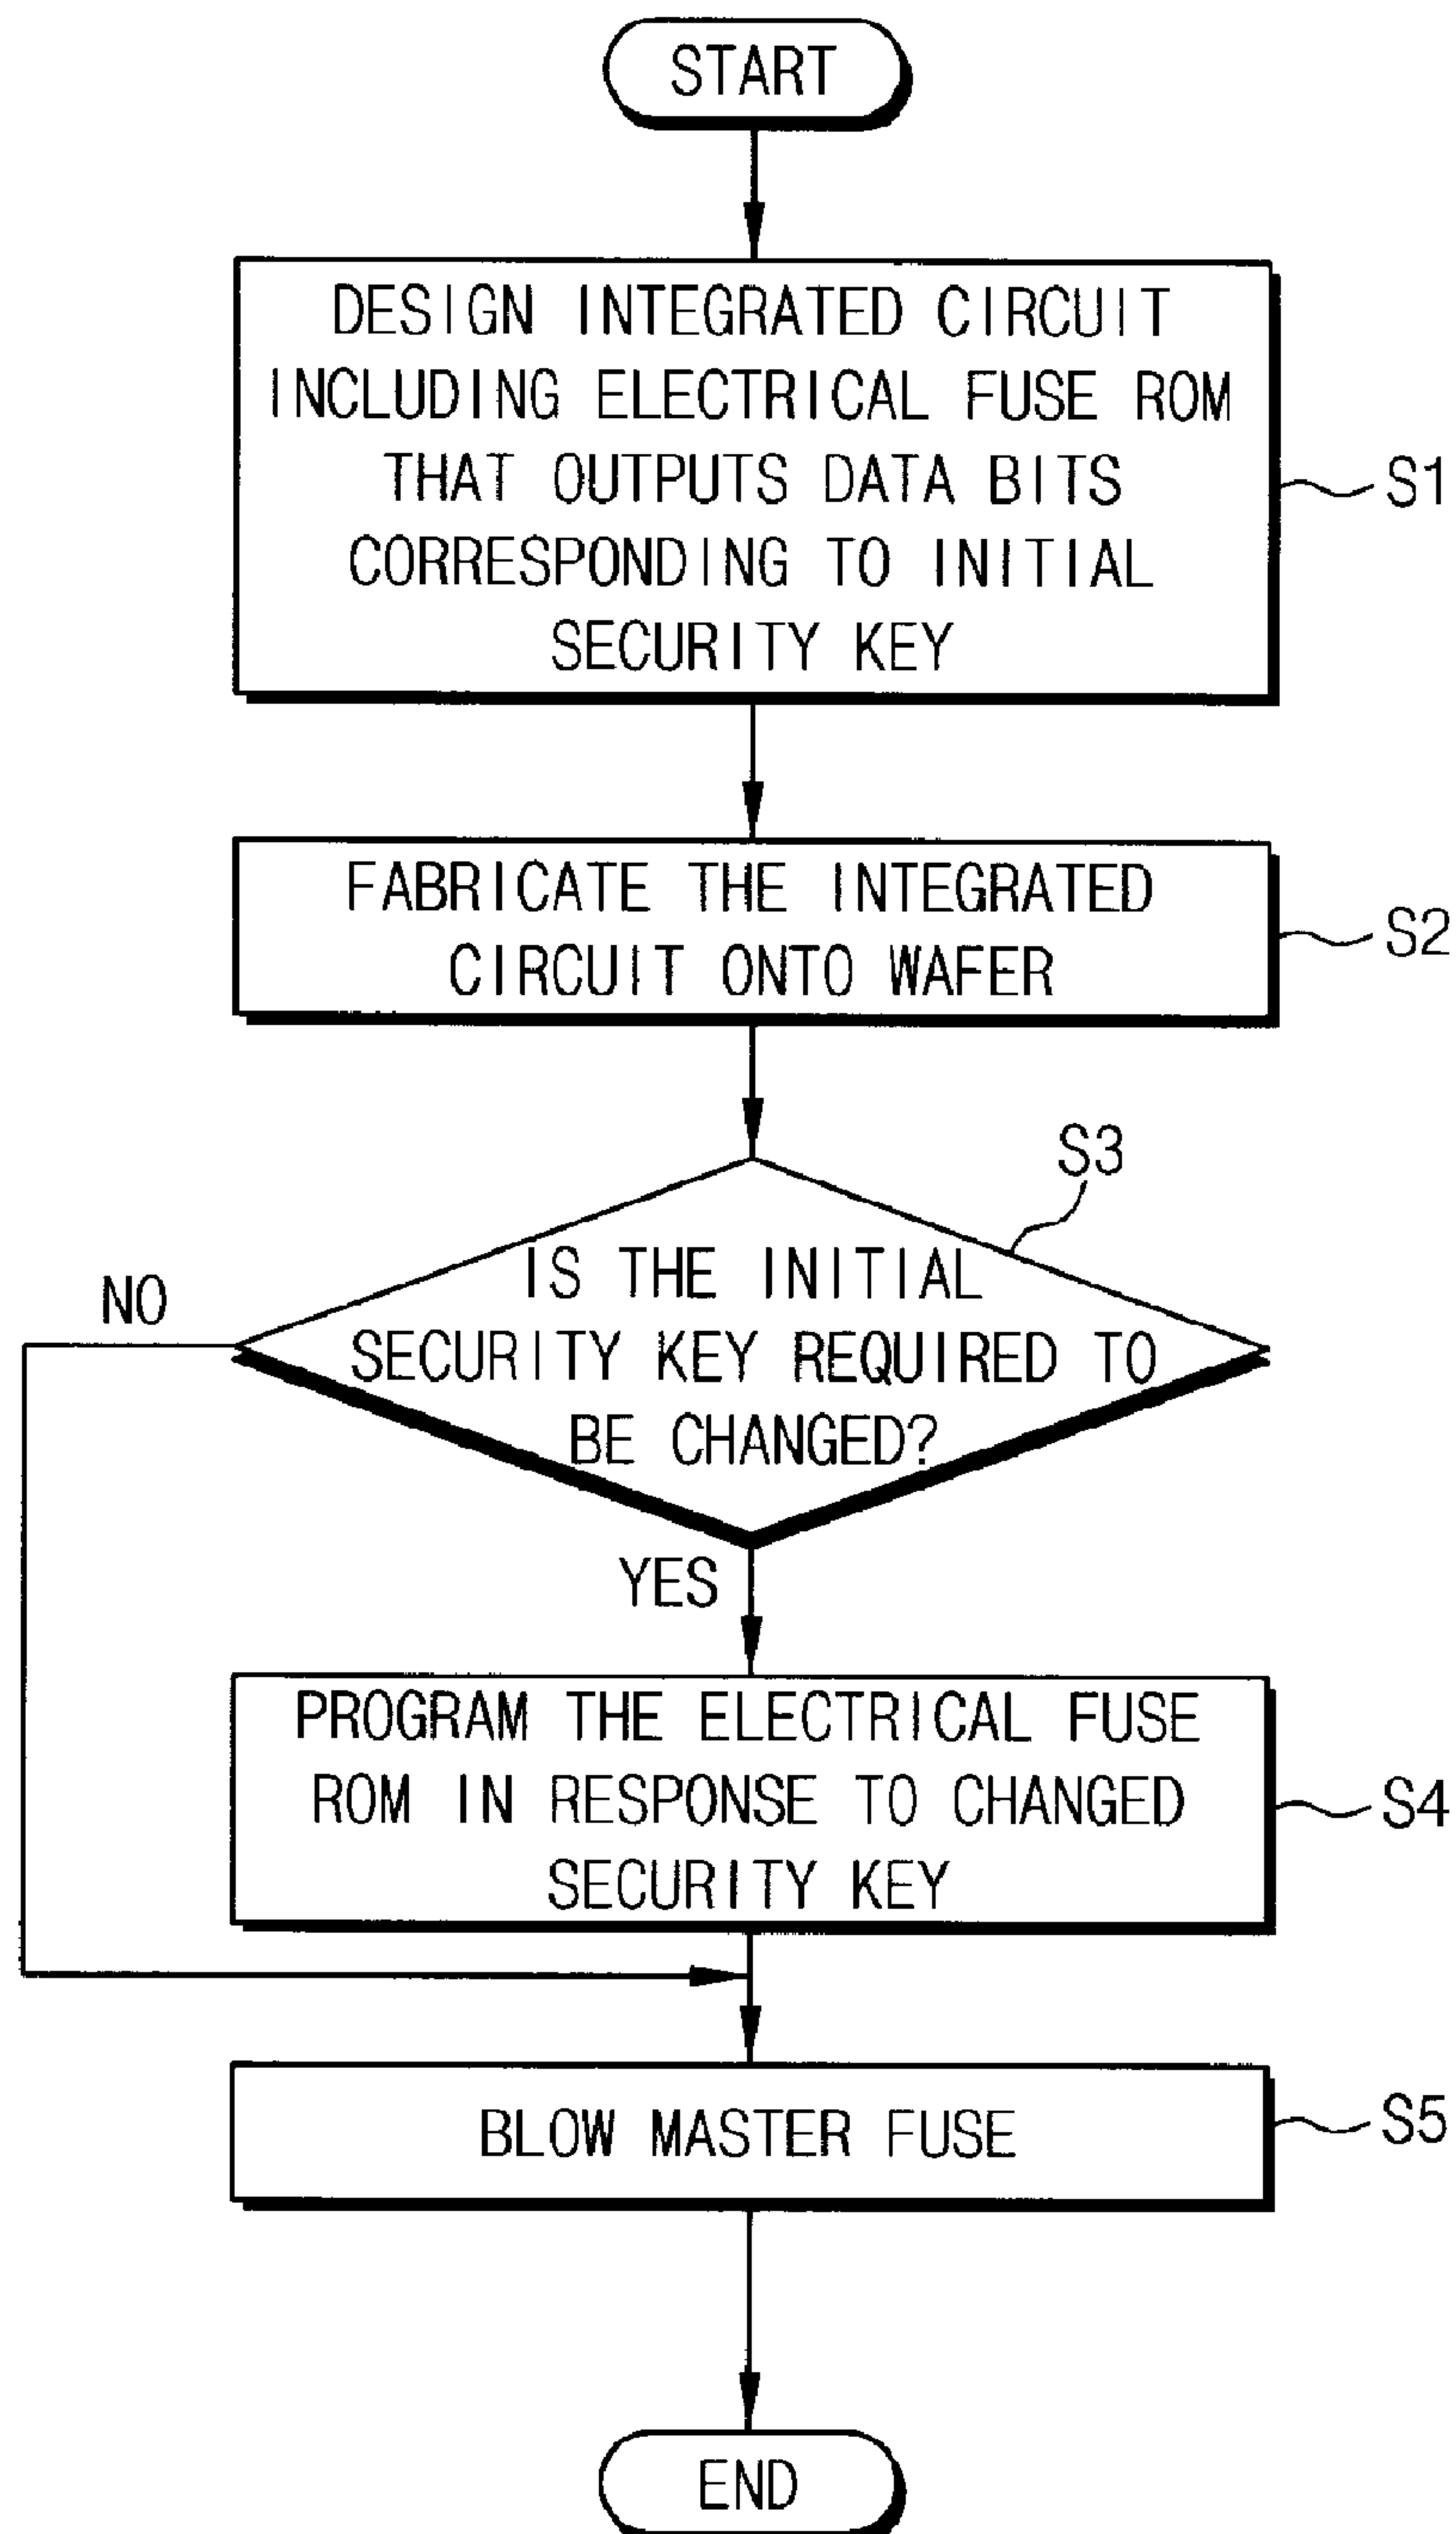 START
DESIGN INTEGRATED CIRCUIT
INCLUDING ELECTRICAL FUSE ROM
THAT OUTPUTS DATA BITS
CORRESPONDING TO INITIAL
SECURITY KEY
S1
FABRICATE THE INTEGRATED
CIRCUIT ONTO WAFER
S2
S3
IS THE INITIAL
SECURITY KEY REQUIRED TO
BE CHANGED?
NO
YES
PROGRAM THE ELECTRICAL FUSE
ROM IN RESPONSE TO CHANGED
SECURITY KEY
S4
BLOW MASTER FUSE
S5
END